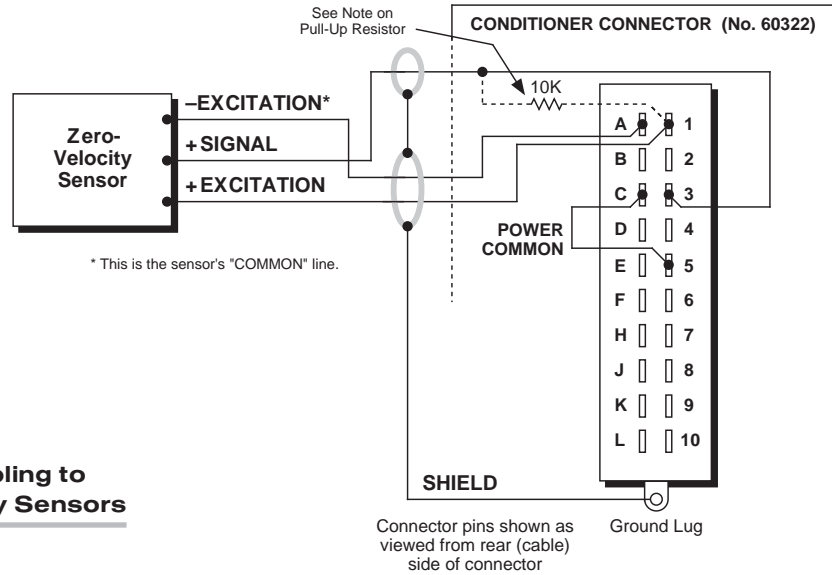 See Note on
Pull-Up Resistor
CONDITIONER CONNECTOR (No. 60322)
10K
–EXCITATION*
Zero-
Velocity
Sensor
+SIGNAL
+EXCITATION
* This is the sensor's "COMMON" line.
POWER
COMMON
A 1
B 2
C 3
D 4
E 5
F 6
H 7
J 8
K 9
L 10
SHIELD
Connector pins shown as
viewed from rear (cable)
side of connector
Ground Lug
y Sensors